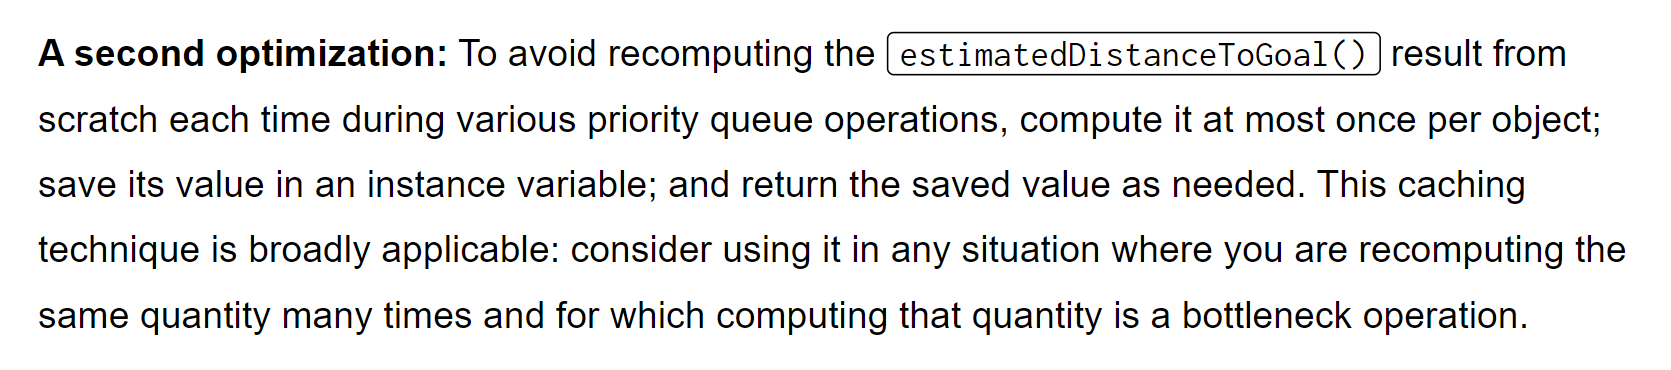 A second optimization: To avoid recomputing the estimatedDistanceToGoal() result from
scratch each time during various priority queue operations, compute it at most once per object;
save its value in an instance variable; and return the saved value as needed. This caching
technique is broadly applicable: consider using it in any situation where you are recomputing the
same quantity many times and for which computing that quantity is a bottleneck operation.